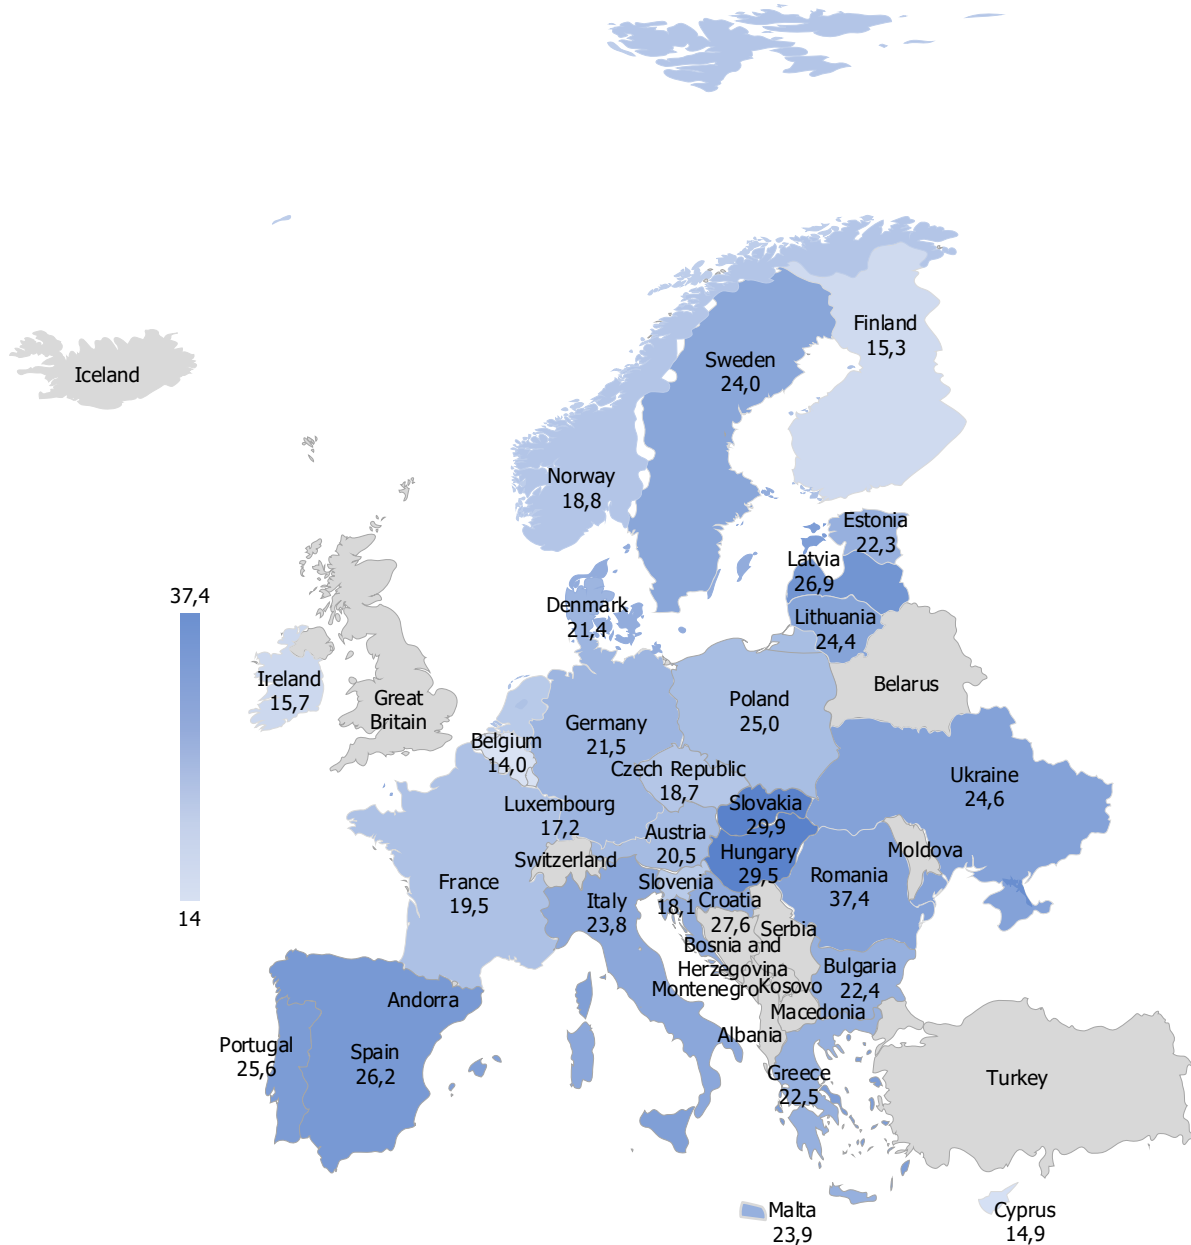 Finland
15,3
Iceland
Sweden
24,0
Norway
18,8
Estonia
22,3
Latvia
26,9
37,4
14
Denmark
21,4
Lithuania
24,4
Ireland
15,7
Great
Britain
Belarus
Poland
25,0
Germany
21,5
Belgium
14,0
Czech Republic
18,7
Ukraine
24,6
Luxembourg
17,2
Slovakia
29,9
Austria
20,5
Hungary
29,5
Moldova
Switzerland
Romania
37,4
France
19,5
Slovenia
18,1
Italy
23,8
Croatia
27,6
Serbia
Bosnia and
Herzegovina
Bulgaria
22,4
Montenegro
Kosovo
Andorra
Macedonia
Albania
Portugal
25,6
Spain
26,2
Greece
22,5
Turkey
Malta
23,9
Cyprus
14,9